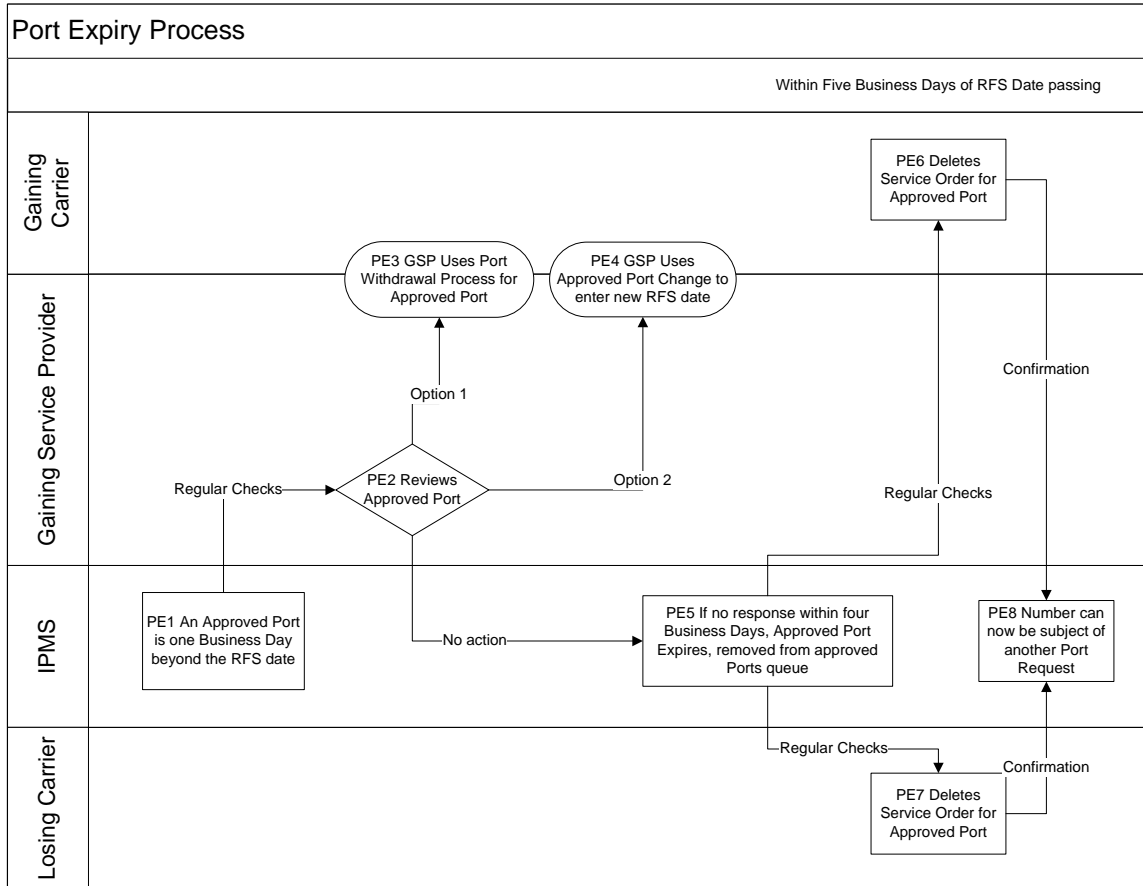 Port Expiry Process
Within Five Business Days of RFS Date passing
Gaining
Carrier
PE6 Deletes
Service Order for
Approved Port
PE3 GSP Uses Port
Withdrawal Process for
Approved Port
PE4 GSP Uses
Approved Port Change to
enter new RFS date
Gaining Service Provider
Confirmation
Option 1
PE2 Reviews
Approved Port
Regular Checks
Option 2
Regular Checks
IPMS
PE1 An Approved Port
is one Business Day
beyond the RFS date
No action
PE5 If no response within four
Business Days, Approved Port
Expires, removed from approved
Ports queue
PE8 Number can
now be subject of
another Port
Request
Losing Carrier
Regular Checks
Confirmation
PE7 Deletes
Service Order for
Approved Port